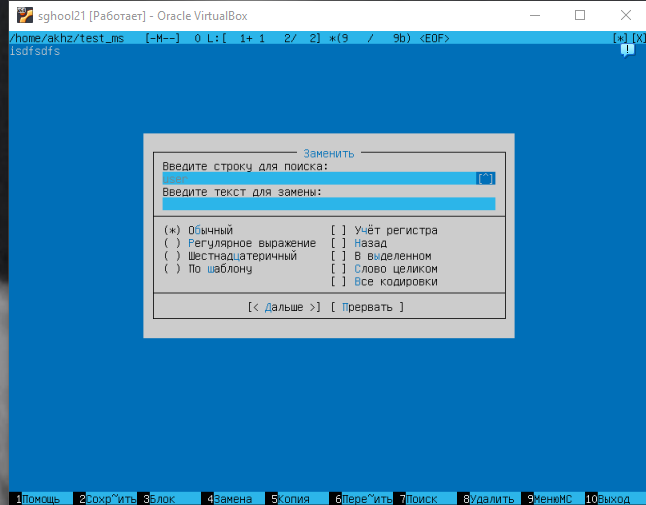 sghool21 [Работает] - Oracle VirtualBox
/home/akhz/test_ms [-M--] 0 L:[ 1+ 1 2/ 2] *(9 / 9b) <EOF> [*][X]
isdfsdfs
Заменить
Введите строку для поиска:
user [^]
Введите текст для замены:
(*) Обычный [ ] Учёт регистра
( ) Регулярное выражение [ ] Назад
( ) Шестнадцатеричный [ ] В выделенном
( ) По шаблону [ ] Слово целиком
[ ] Все кодировки
[< Дальше >] [ Прервать ]
1Помощь 2Сохр~ить 3Блок 4Замена 5Копия 6Пере~ить 7Поиск 8Удалить 9МенюMC 10Выход